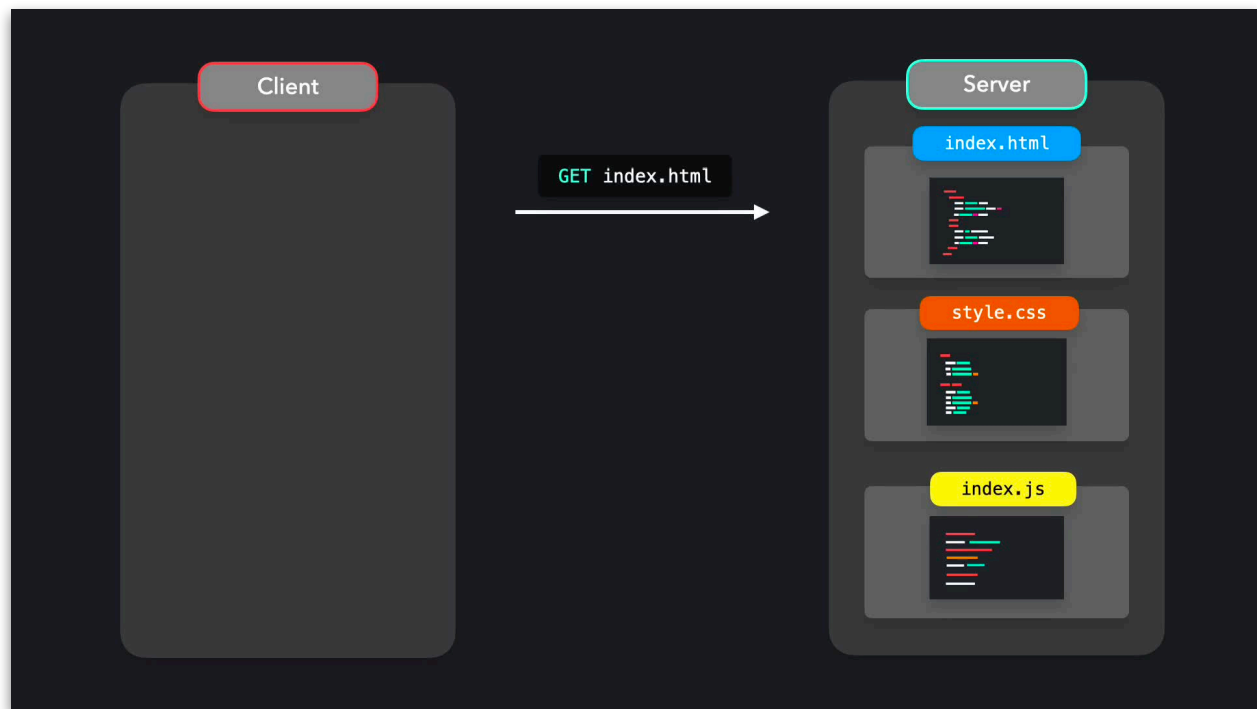 Client
Server
index.html
GET index.html
style.css
index.js